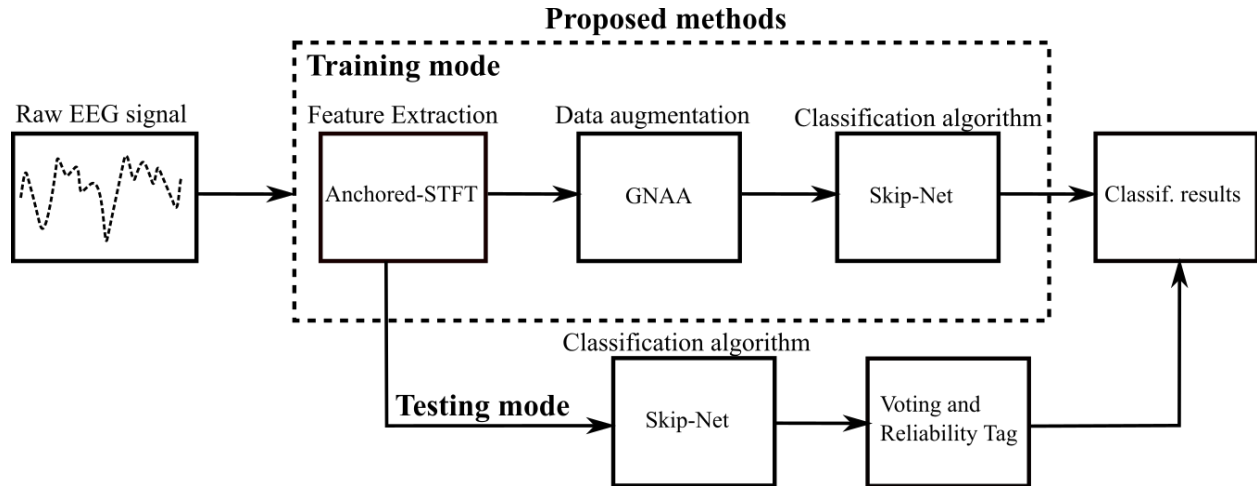 Proposed methods
Training mode
Raw EEG signal
Feature Extraction
Data augmentation
Classification algorithm
Anchored-STFT
GNAA
Skip-Net
Classif. results
Classification algorithm
Testing mode
Skip-Net
Voting and
Reliability Tag